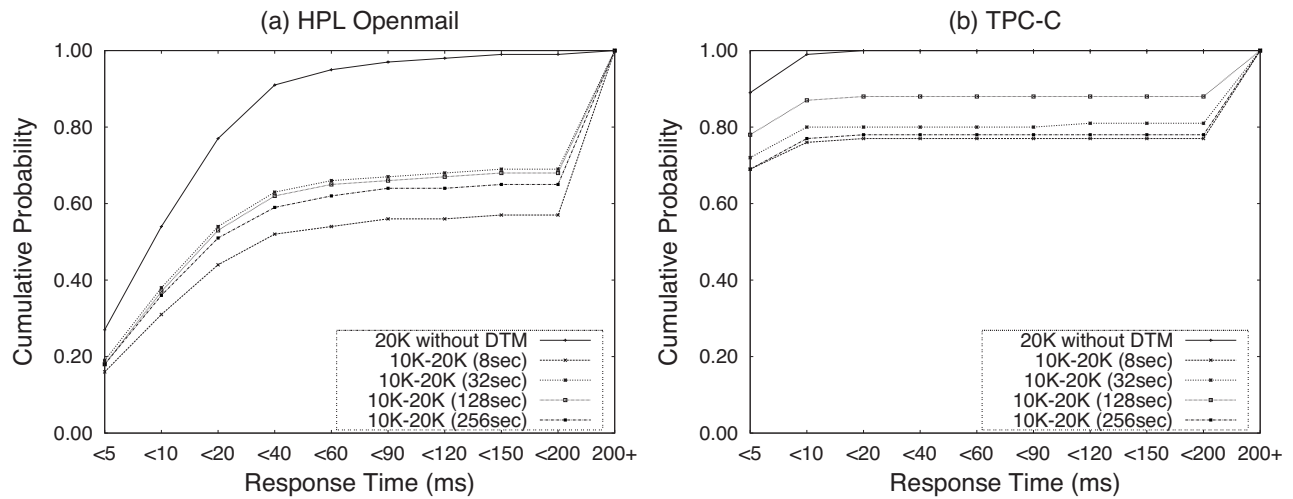 (a) HPL Openmail
Cumulative Probability
1.00
0.80
0.60
0.40
0.20
0.00
20K without DTM
10K-20K (8sec)
10K-20K (32sec)
10K-20K (128sec)
10K-20K (256sec)
<5 <10 <20 <40 <60 <90 <120 <150 <200 200+
Response Time (ms)
(b) TPC-C
Cumulative Probability
1.00
0.80
0.60
0.40
0.20
0.00
20K without DTM
10K-20K (8sec)
10K-20K (32sec)
10K-20K (128sec)
10K-20K (256sec)
<5 <10 <20 <40 <60 <90 <120 <150 <200 200+
Response Time (ms)